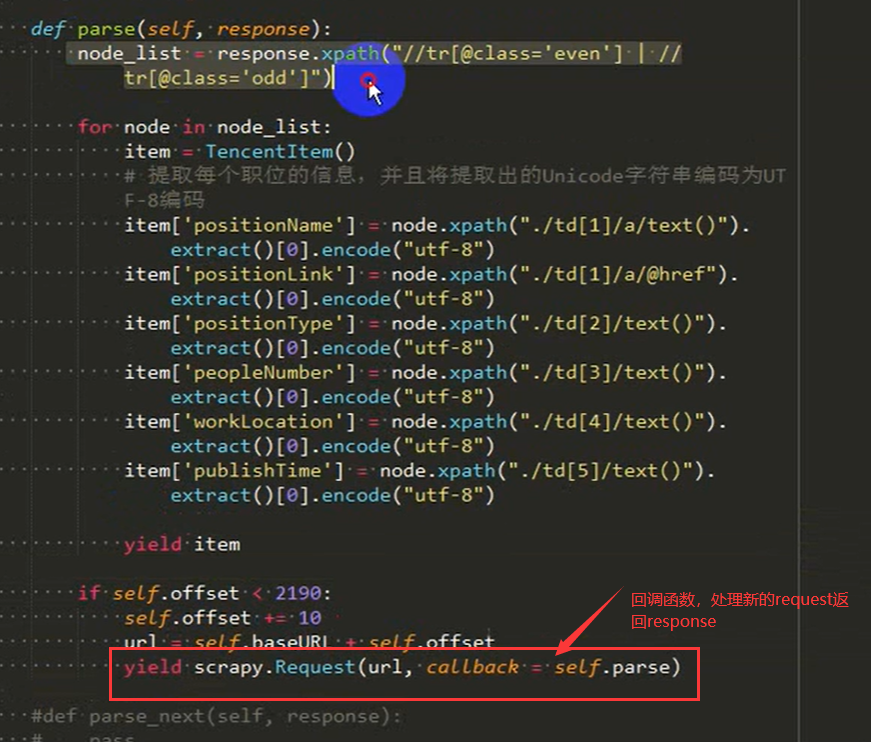 def parse(self, response):
node_list = response.xpath("//tr[@class='even'] | //
tr[@class='odd']")
for node in node_list:
item = TencentItem()
# 提取每个职位的信息，并且将提取出的Unicode字符串编码为UT
F-8编码
item['positionName'] = node.xpath("./td[1]/a/text()").
extract()[0].encode("utf-8")
item['positionLink'] = node.xpath("./td[1]/a/@href").
extract()[0].encode("utf-8")
item['positionType'] = node.xpath("./td[2]/text()").
extract()[0].encode("utf-8")
item['peopleNumber'] = node.xpath("./td[3]/text()").
extract()[0].encode("utf-8")
item['workLocation'] = node.xpath("./td[4]/text()").
extract()[0].encode("utf-8")
item['publishTime'] = node.xpath("./td[5]/text()").
extract()[0].encode("utf-8")
yield item
if self.offset < 2190:
self.offset += 10
url = self.baseURL + self.offset
yield scrapy.Request(url, callback = self.parse)
回调函数，处理新的request返
回response
#def parse_next(self, response):
# pass